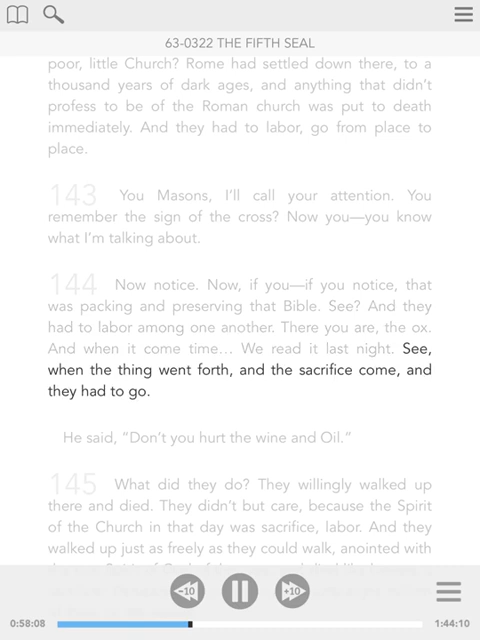 63-0322 THE FIFTH SEAL
poor, little Church? Rome had settled down there, to a
thousand years of dark ages, and anything that didn't
profess to be of the Roman church was put to death
immediately. And they had to labor, go from place to
place.
143 You Masons, I'll call your attention. You
remember the sign of the cross? Now you—you know
what I'm talking about.
144 Now notice. Now, if you—if you notice, that
was packing and preserving that Bible. See? And they
had to labor among one another. There you are, the ox.
And when it come time… We read it last night. See,
when the thing went forth, and the sacrifice come, and
they had to go.
He said, "Don't you hurt the wine and Oil."
145 What did they do? They willingly walked up
there and died. They didn't but care, because the Spirit
of the Church in that day was sacrifice, labor. And they
walked up just as freely as they could walk, anointed with
-10 +10
0:58:08 1:44:10